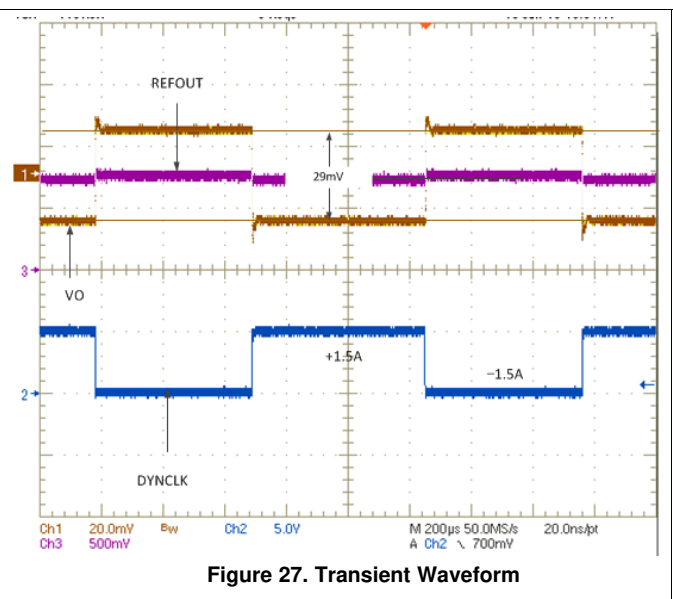 REFOUT
1
29mV
3
VO
+1.5A
−1.5A
2
DYNCLK
Ch1 20.0mV Bw Ch2 5.0V M 200µs 50.0MS/s 20.0ns/pt
Ch3 500mV A Ch2 \ 700mV
Figure 27. Transient Waveform